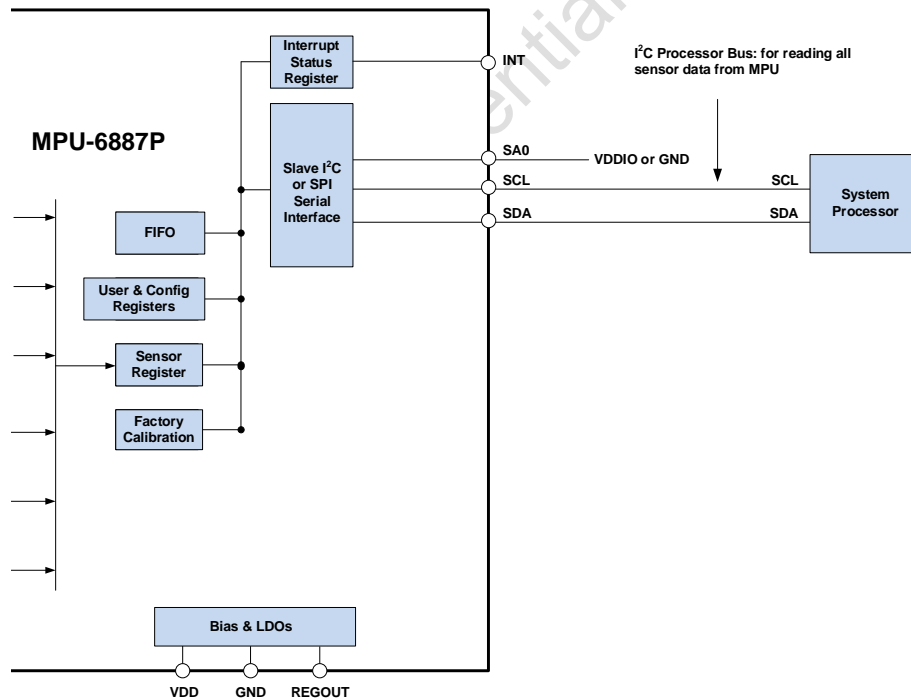 Interrupt
Status
Register
INT
I²C Processor Bus: for reading all
sensor data from MPU
MPU-6887P
Slave I²C
or SPI
Serial
Interface
SA0
VDDIO or GND
SCL
SCL
SDA
SDA
System
Processor
FIFO
User & Config
Registers
Sensor
Register
Factory
Calibration
Bias & LDOs
VDD
GND
REGOUT